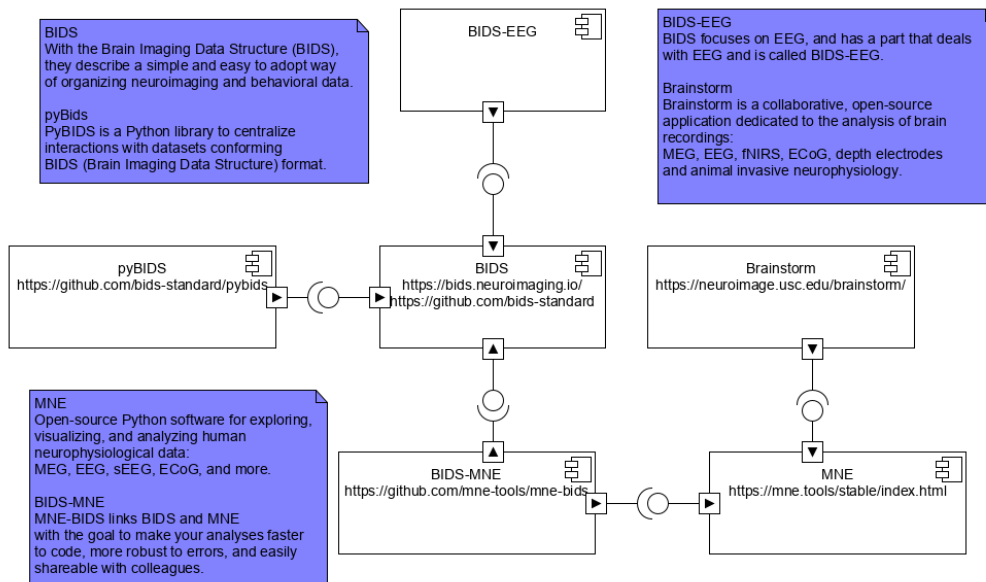 BIDS
With the Brain Imaging Data Structure (BIDS),
they describe a simple and easy to adopt way
of organizing neuroimaging and behavioral data.
pyBids
PyBIDS is a Python library to centralize
interactions with datasets conforming
BIDS (Brain Imaging Data Structure) format.
BIDS-EEG
BIDS-EEG
BIDS focuses on EEG, and has a part that deals
with EEG and is called BIDS-EEG.
Brainstorm
Brainstorm is a collaborative, open-source
application dedicated to the analysis of brain
recordings:
MEG, EEG, fNIRS, ECoG, depth electrodes
and animal invasive neurophysiology.
pyBIDS
https://github.com/bids-standard/pybids
BIDS
https://bids.neuroimaging.io/
https://github.com/bids-standard
Brainstorm
https://neuroimage.usc.edu/brainstorm/
MNE
Open-source Python software for exploring,
visualizing, and analyzing human
neurophysiological data:
MEG, EEG, sEEG, ECoG, and more.
BIDS-MNE
MNE-BIDS links BIDS and MNE
with the goal to make your analyses faster
to code, more robust to errors, and easily
shareable with colleagues.
BIDS-MNE
https://github.com/mne-tools/mne-bids
MNE
https://mne.tools/stable/index.html